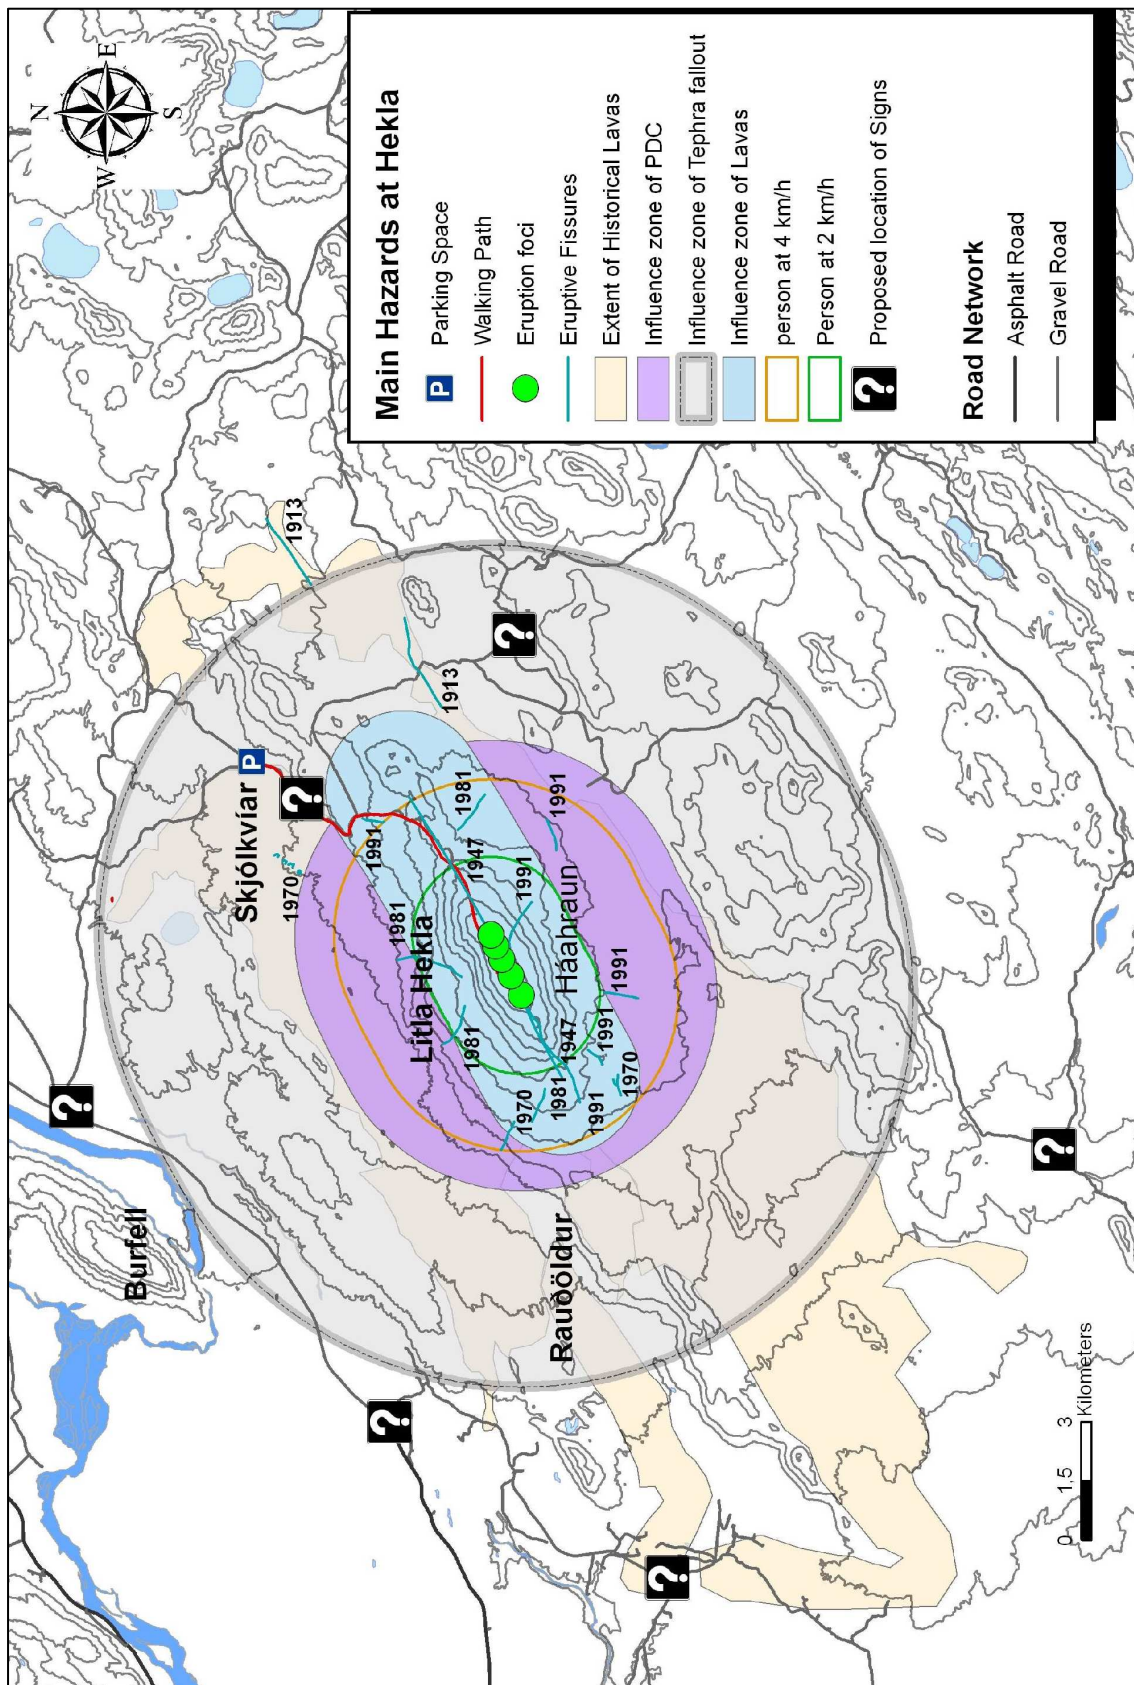 N
W
E
S
Main Hazards at Hekla
P Parking Space
Walking Path
Eruption foci
Eruptive Fissures
Extent of Historical Lavas
Influence zone of PDC
Influence zone of Tephra fallout
Influence zone of Lavas
person at 4 km/h
Person at 2 km/h
? Proposed location of Signs
Road Network
Asphalt Road
Gravel Road
Burfell
?
?
?
?
?
?
Skjólkvíar
P
Litla Hekla
Háahraun
Rauðöldur
1913
1913
1970
1991
1981
1981
1947
1991
1991
1981
1991
1947
1991
1970
1970
1981
1991
0 1,5 3
Kilometers